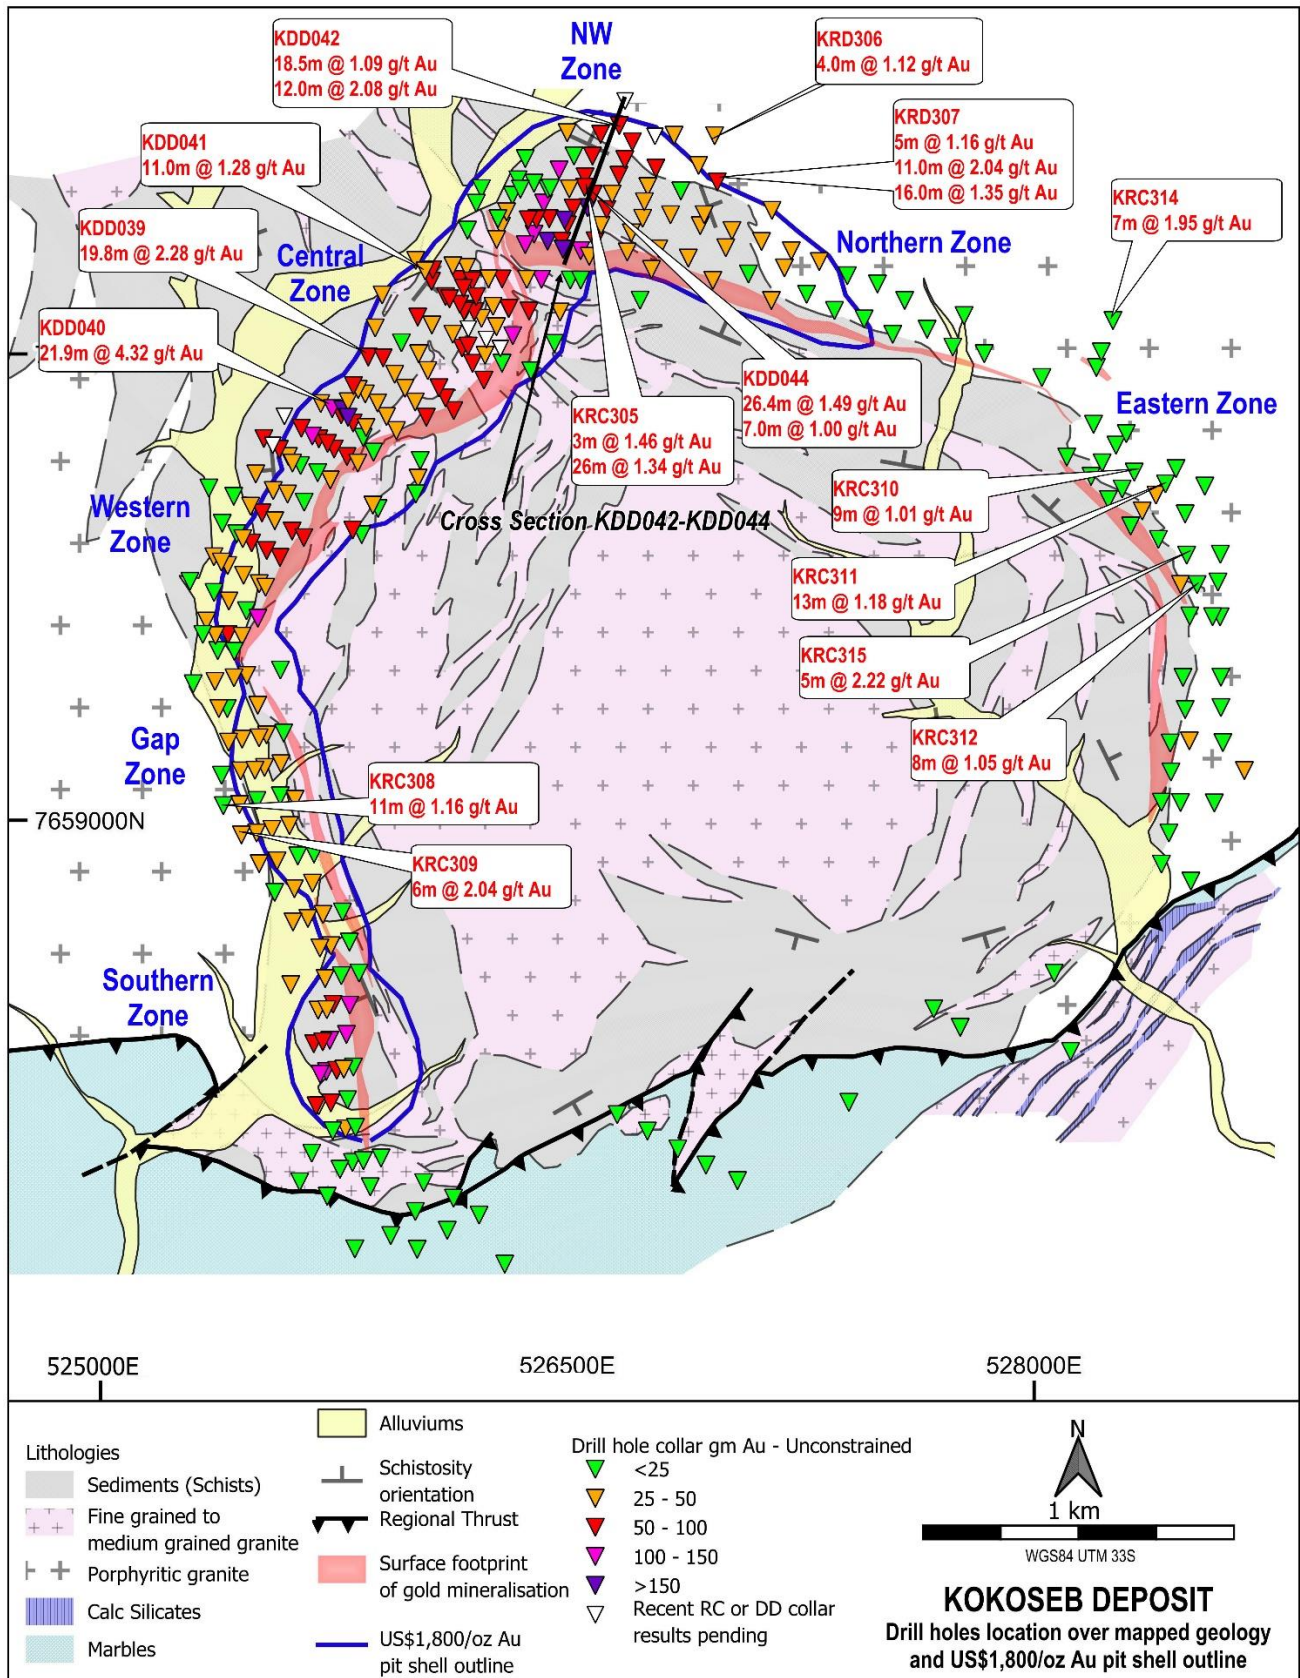 KDD042
18.5m @ 1.09 g/t Au
12.0m @ 2.08 g/t Au
NW
Zone
KRD306
4.0m @ 1.12 g/t Au
KDD041
11.0m @ 1.28 g/t Au
KRD307
5m @ 1.16 g/t Au
11.0m @ 2.04 g/t Au
16.0m @ 1.35 g/t Au
KRC314
7m @ 1.95 g/t Au
KDD039
19.8m @ 2.28 g/t Au
Central
Zone
Northern Zone
KDD040
21.9m @ 4.32 g/t Au
KDD044
26.4m @ 1.49 g/t Au
7.0m @ 1.00 g/t Au
KRC305
3m @ 1.46 g/t Au
26m @ 1.34 g/t Au
Eastern Zone
KRC310
9m @ 1.01 g/t Au
Western
Zone
Cross Section KDD042-KDD044
KRC311
13m @ 1.18 g/t Au
KRC315
5m @ 2.22 g/t Au
KRC312
8m @ 1.05 g/t Au
Gap
Zone
KRC308
11m @ 1.16 g/t Au
7659000N
KRC309
6m @ 2.04 g/t Au
Southern
Zone
525000E
526500E
528000E
Lithologies
Sediments (Schists)
Fine grained to
medium grained granite
Porphyritic granite
Calc Silicates
Marbles
Alluviums
Schistosity
orientation
Regional Thrust
Surface footprint
of gold mineralisation
US$1,800/oz Au
pit shell outline
Drill hole collar gm Au - Unconstrained
<25
25 - 50
50 - 100
100 - 150
>150
Recent RC or DD collar
results pending
N
1 km
WGS84 UTM 33S
KOKOSEB DEPOSIT
Drill holes location over mapped geology
and US$1,800/oz Au pit shell outline